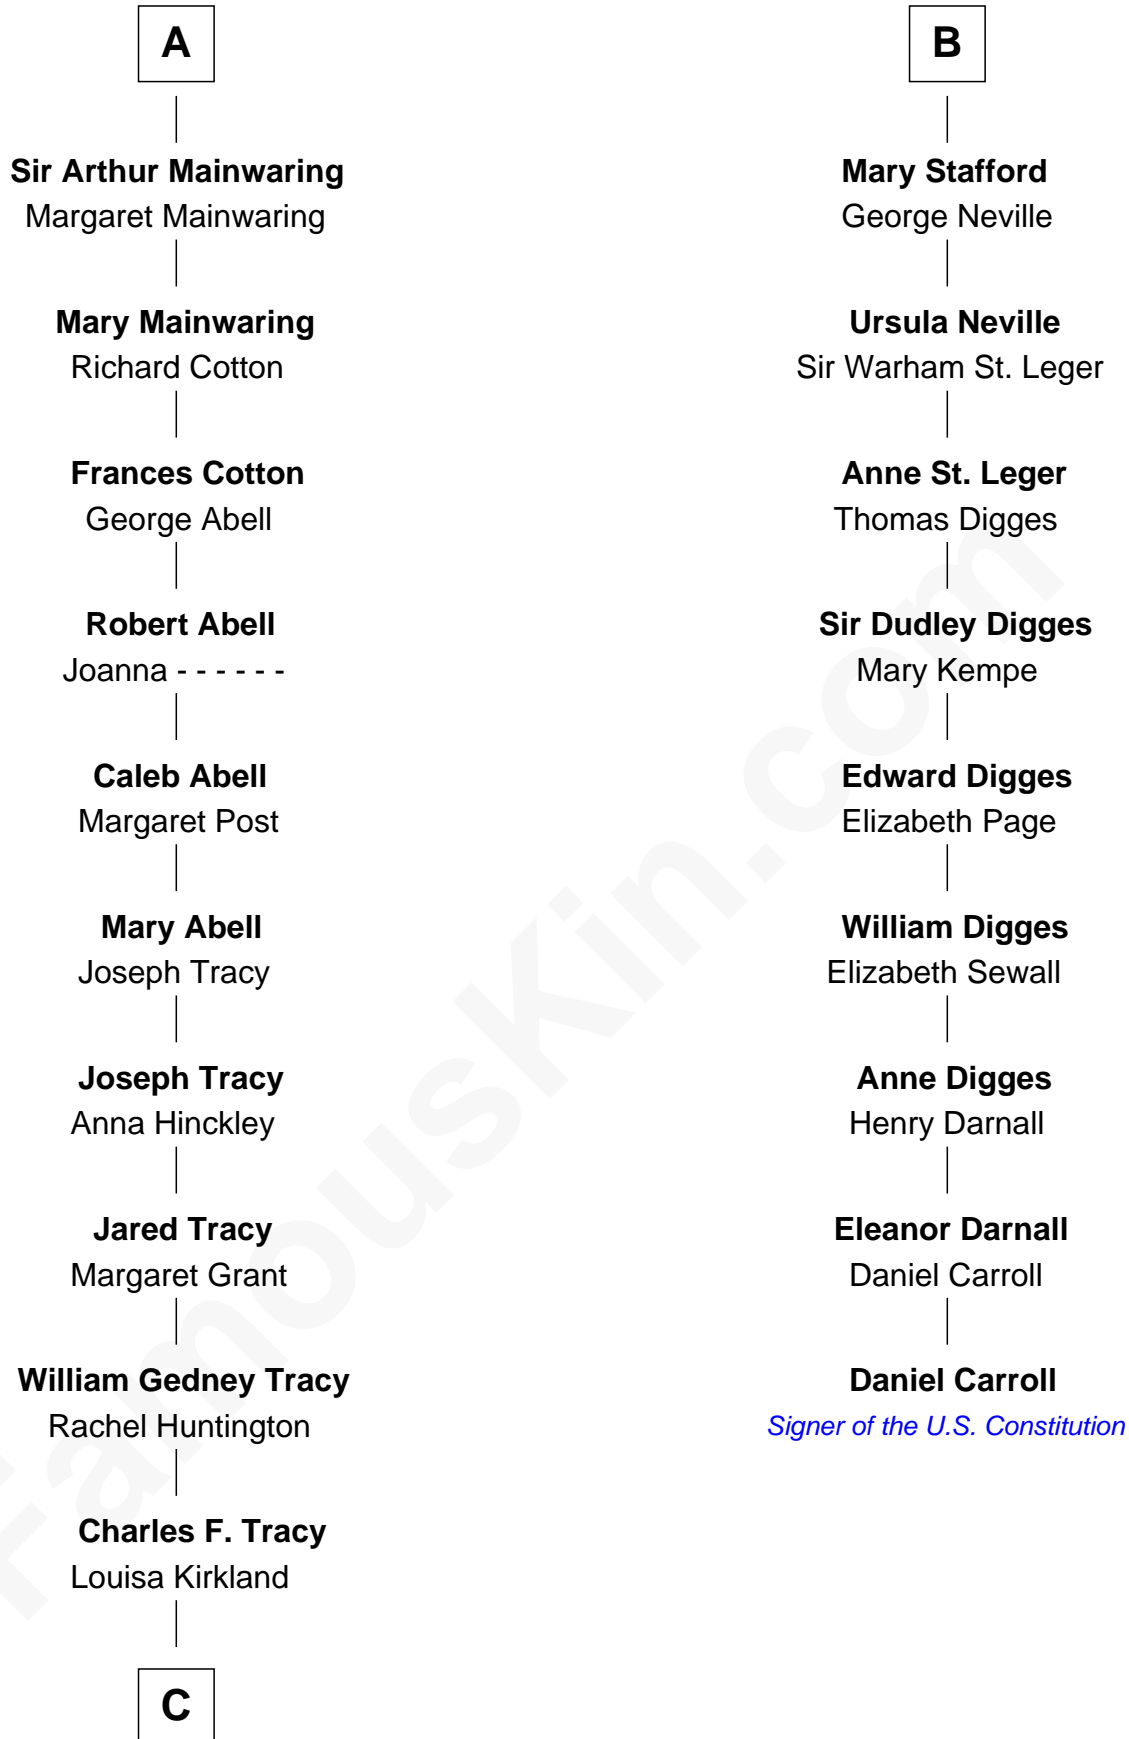 A
Sir Arthur Mainwaring
Margaret Mainwaring
Mary Mainwaring
Richard Cotton
Frances Cotton
George Abell
Robert Abell
Joanna - - - - - -
Caleb Abell
Margaret Post
Mary Abell
Joseph Tracy
Joseph Tracy
Anna Hinckley
Jared Tracy
Margaret Grant
William Gedney Tracy
Rachel Huntington
Charles F. Tracy
Louisa Kirkland
C
B
Mary Stafford
George Neville
Ursula Neville
Sir Warham St. Leger
Anne St. Leger
Thomas Digges
Sir Dudley Digges
Mary Kempe
Edward Digges
Elizabeth Page
William Digges
Elizabeth Sewall
Anne Digges
Henry Darnall
Eleanor Darnall
Daniel Carroll
Daniel Carroll
Signer of the U.S. Constitution
FamousKin.com